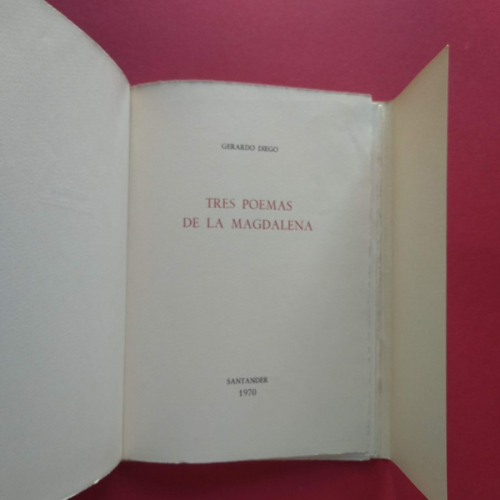 GERARDO DIEGO
TRES POEMAS
DE LA MAGDALENA
SANTANDER
1970